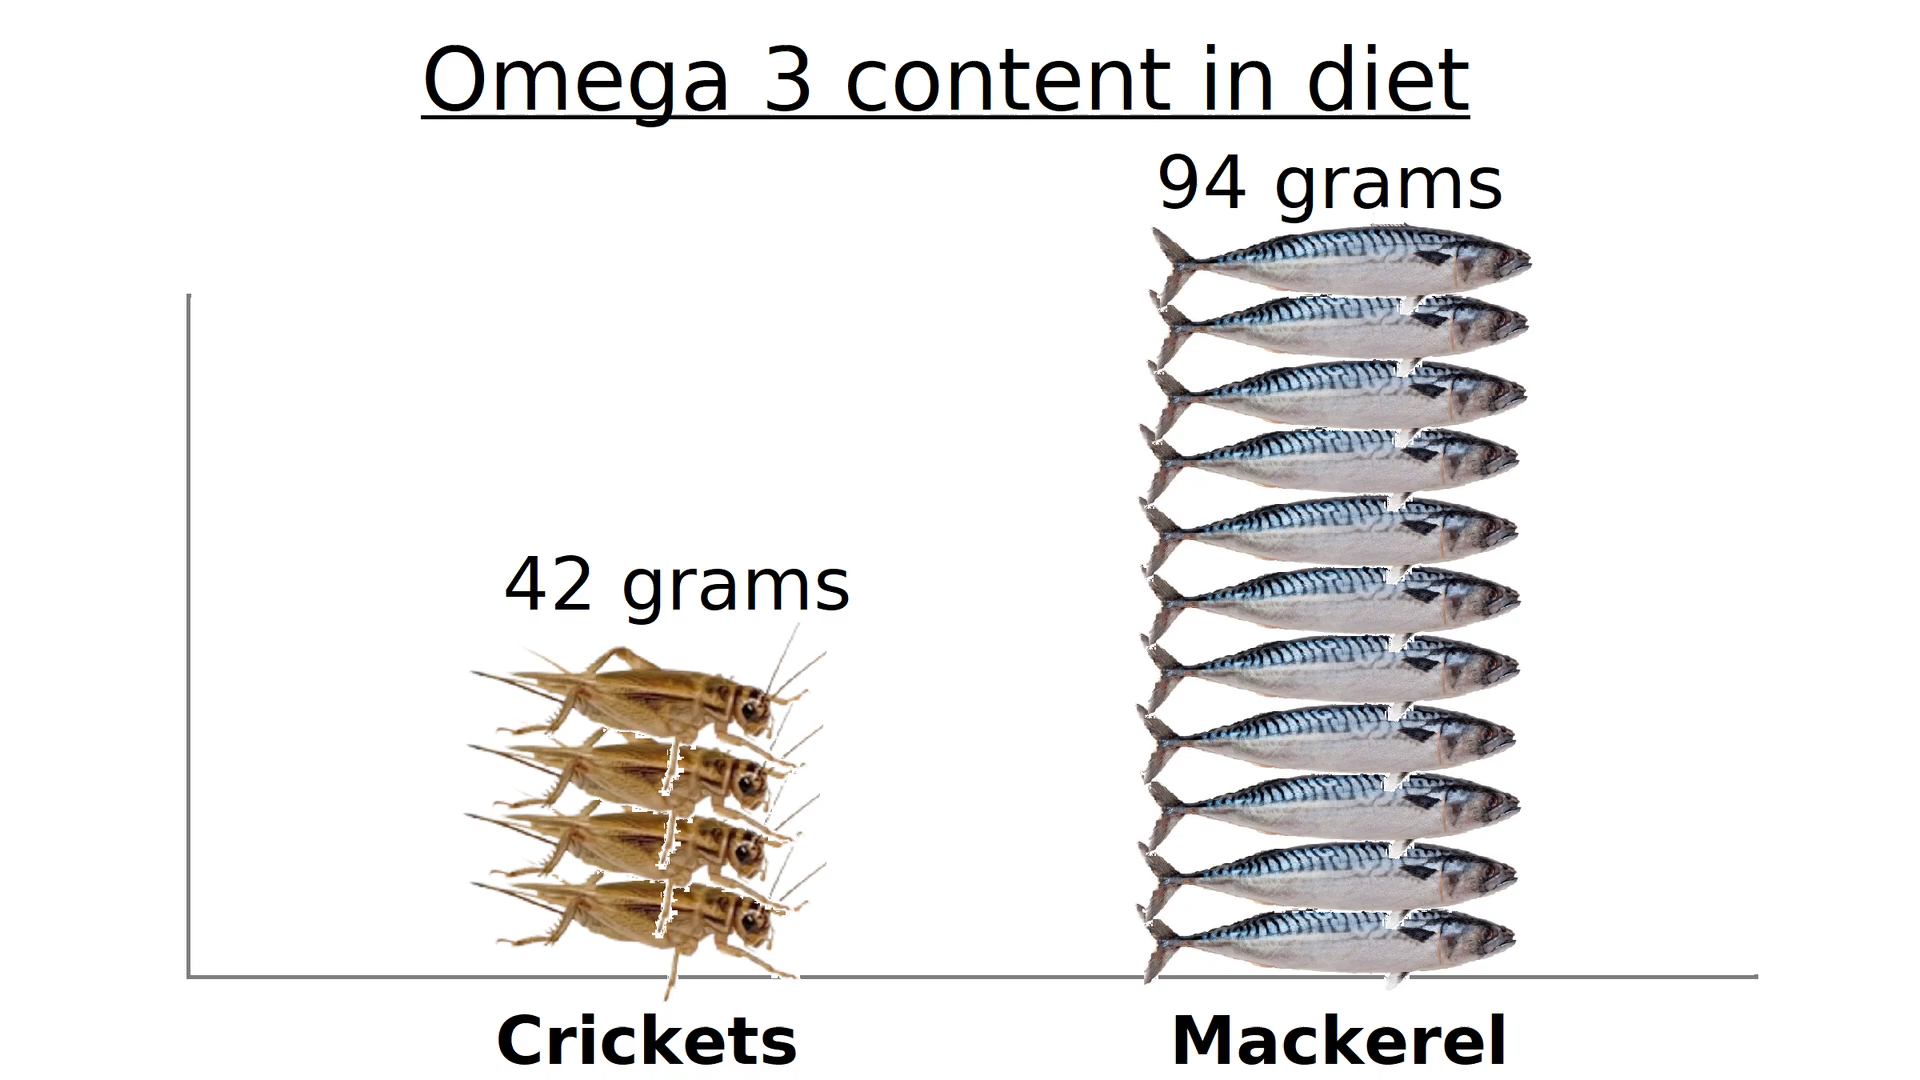 Omega 3 content in diet
94 grams
42 grams
Crickets
Mackerel